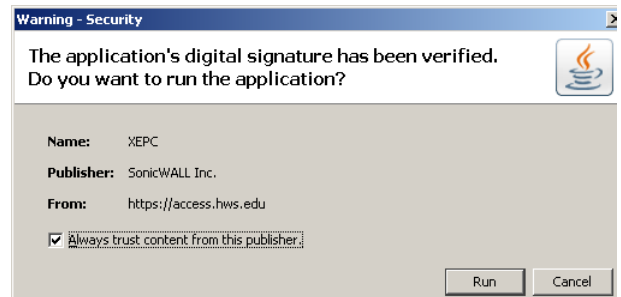 Warning - Security
The application's digital signature has been verified.
Do you want to run the application?
Name: XEPC
Publisher: SonicWALL Inc.
From: https://access.hws.edu
Always trust content from this publisher.
Run Cancel